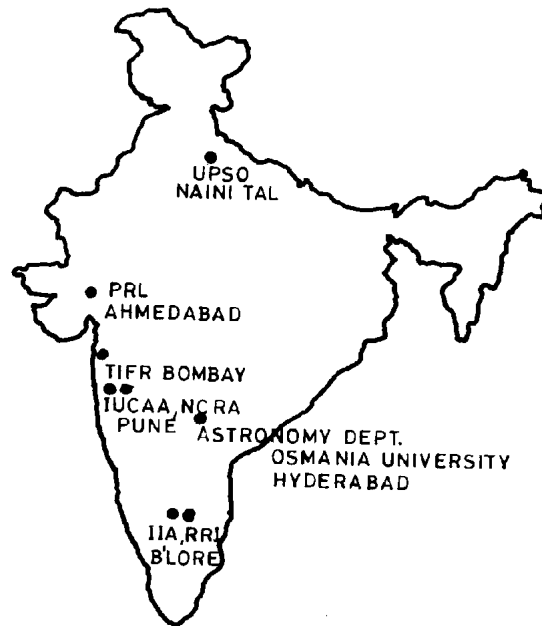 UPSO
NAINI TAL
PRL
AHMEDABAD
TIFR BOMBAY
IUCAA, NCRA
PUNE
ASTRONOMY DEPT.
OSMANIA UNIVERSITY
HYDERABAD
IIA, RRI
B'LORE